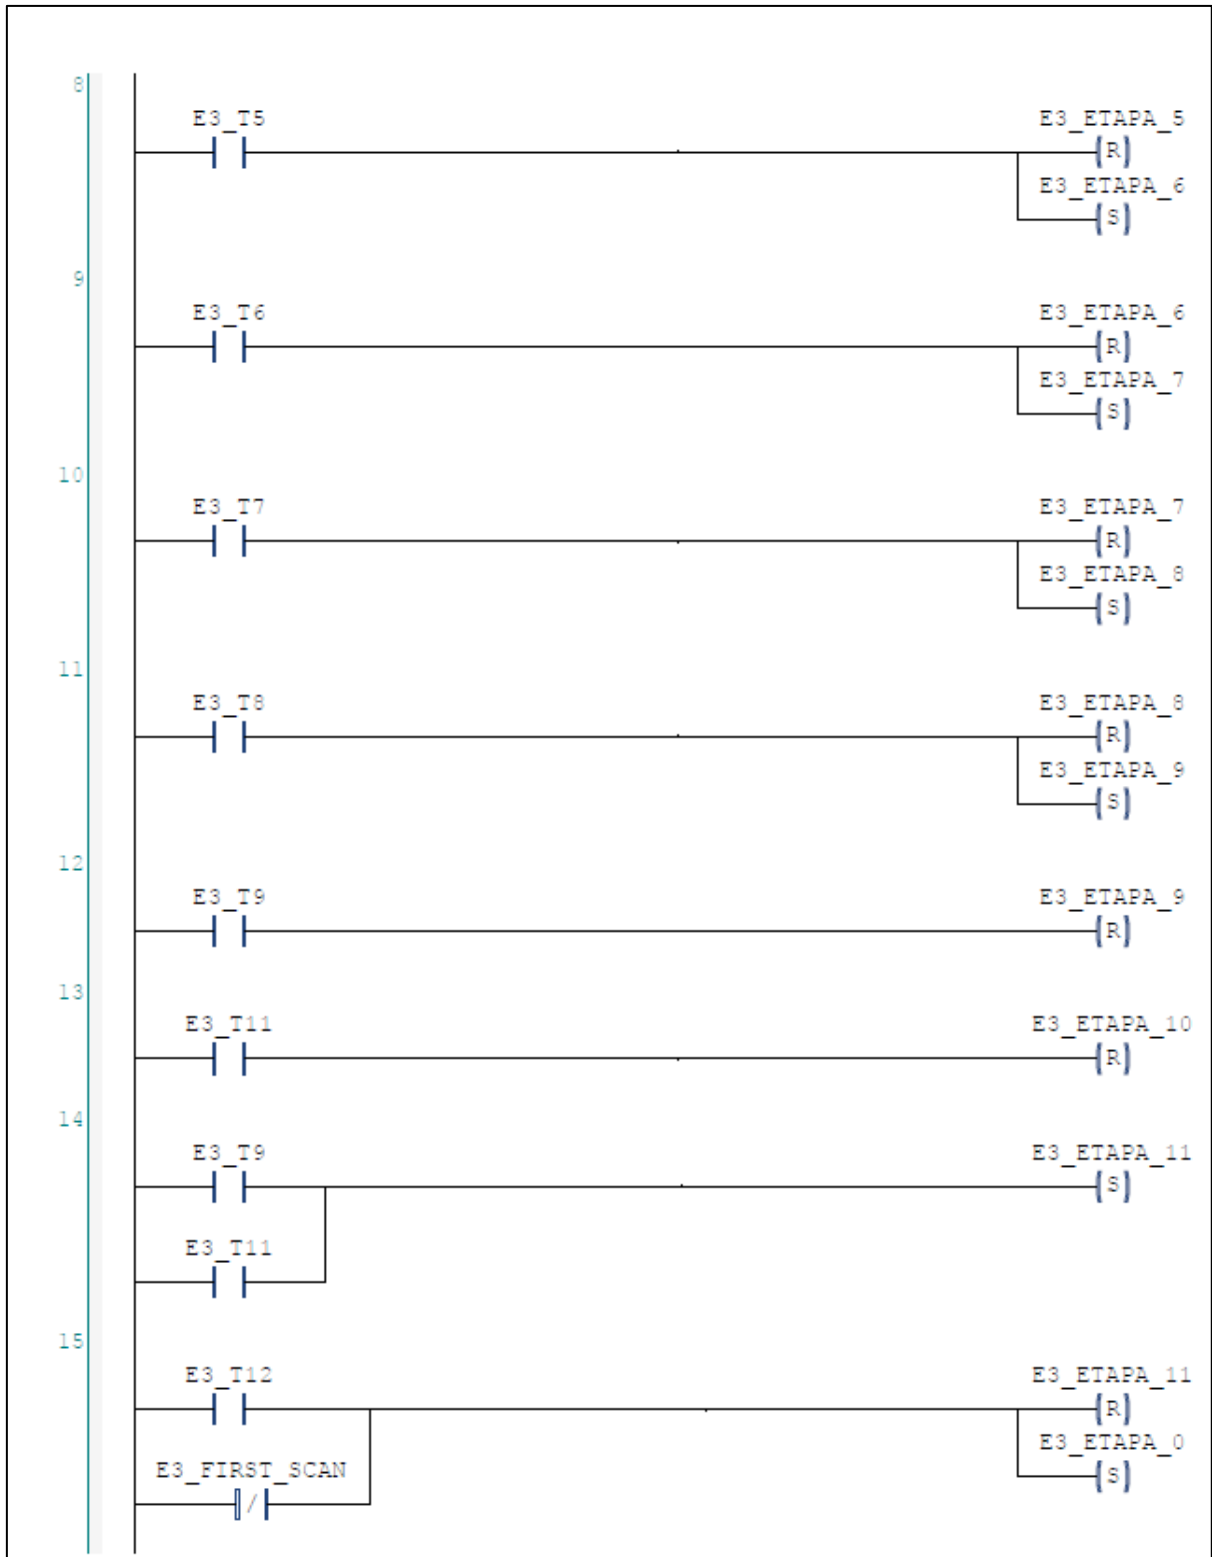 8
E3_T5 E3_ETAPA_5
(R)
E3_ETAPA_6
(S)
9
E3_T6 E3_ETAPA_6
(R)
E3_ETAPA_7
(S)
10
E3_T7 E3_ETAPA_7
(R)
E3_ETAPA_8
(S)
11
E3_T8 E3_ETAPA_8
(R)
E3_ETAPA_9
(S)
12
E3_T9 E3_ETAPA_9
(R)
13
E3_T11 E3_ETAPA_10
(R)
14
E3_T9 E3_ETAPA_11
(S)
E3_T11
15
E3_T12 E3_ETAPA_11
(R)
E3_ETAPA_0
E3_FIRST_SCAN (S)
/